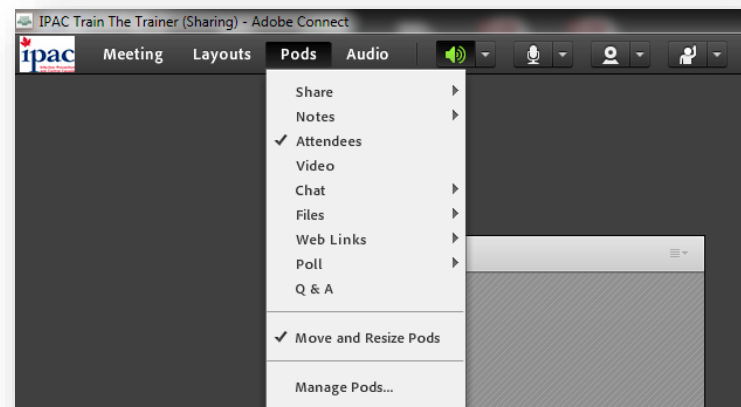 IPAC Train The Trainer (Sharing) - Adobe Connect
ipac Meeting Layouts Pods Audio
Share
Notes
Attendees
Video
Chat
Files
Web Links
Poll
Q & A
Move and Resize Pods
Manage Pods...